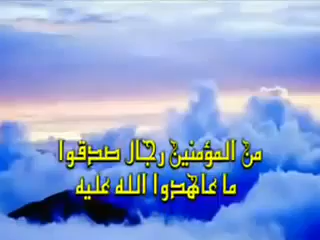 من المؤمنين رجال صدقوا
ما عاهدوا الله عليه